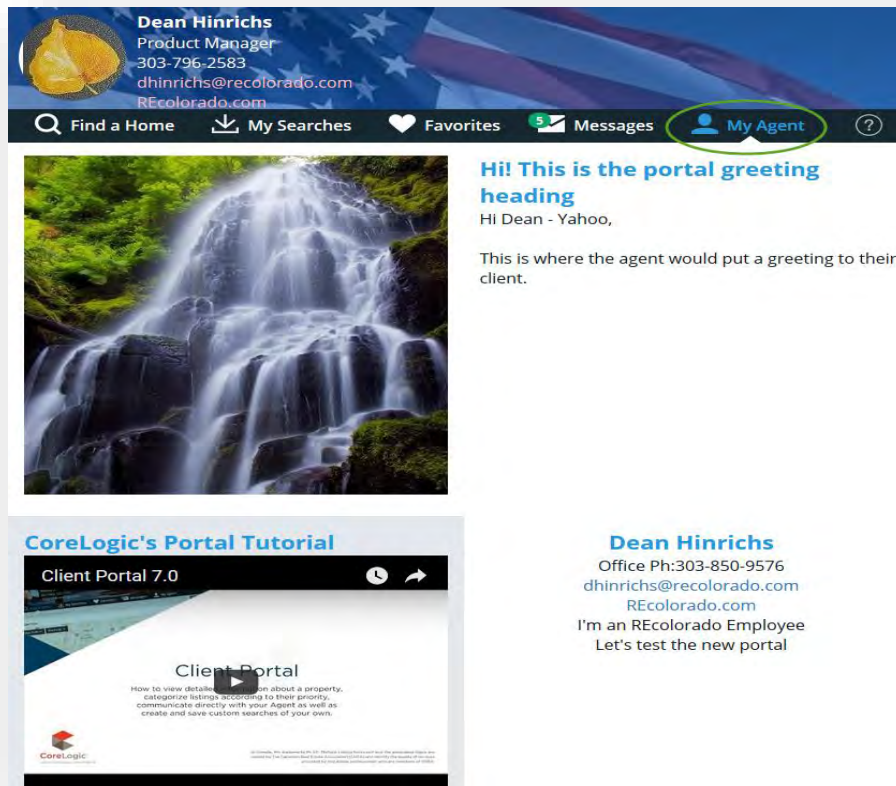 Dean Hinrichs
Product Manager
303-796-2583
dhinrichs@recolorado.com
REcolorado.com
Find a Home
My Searches
Favorites
5
Messages
My Agent
?
Hi! This is the portal greeting
heading
Hi Dean - Yahoo,
This is where the agent would put a greeting to their
client.
CoreLogic's Portal Tutorial
Client Portal 7.0
Client Portal
How to view detailed information about a property,
categorize listings according to their priority,
communicate directly with your Agent as well as
create and save custom searches of your own.
CoreLogic
Dean Hinrichs
Office Ph:303-850-9576
dhinrichs@recolorado.com
REcolorado.com
I'm an REcolorado Employee
Let's test the new portal